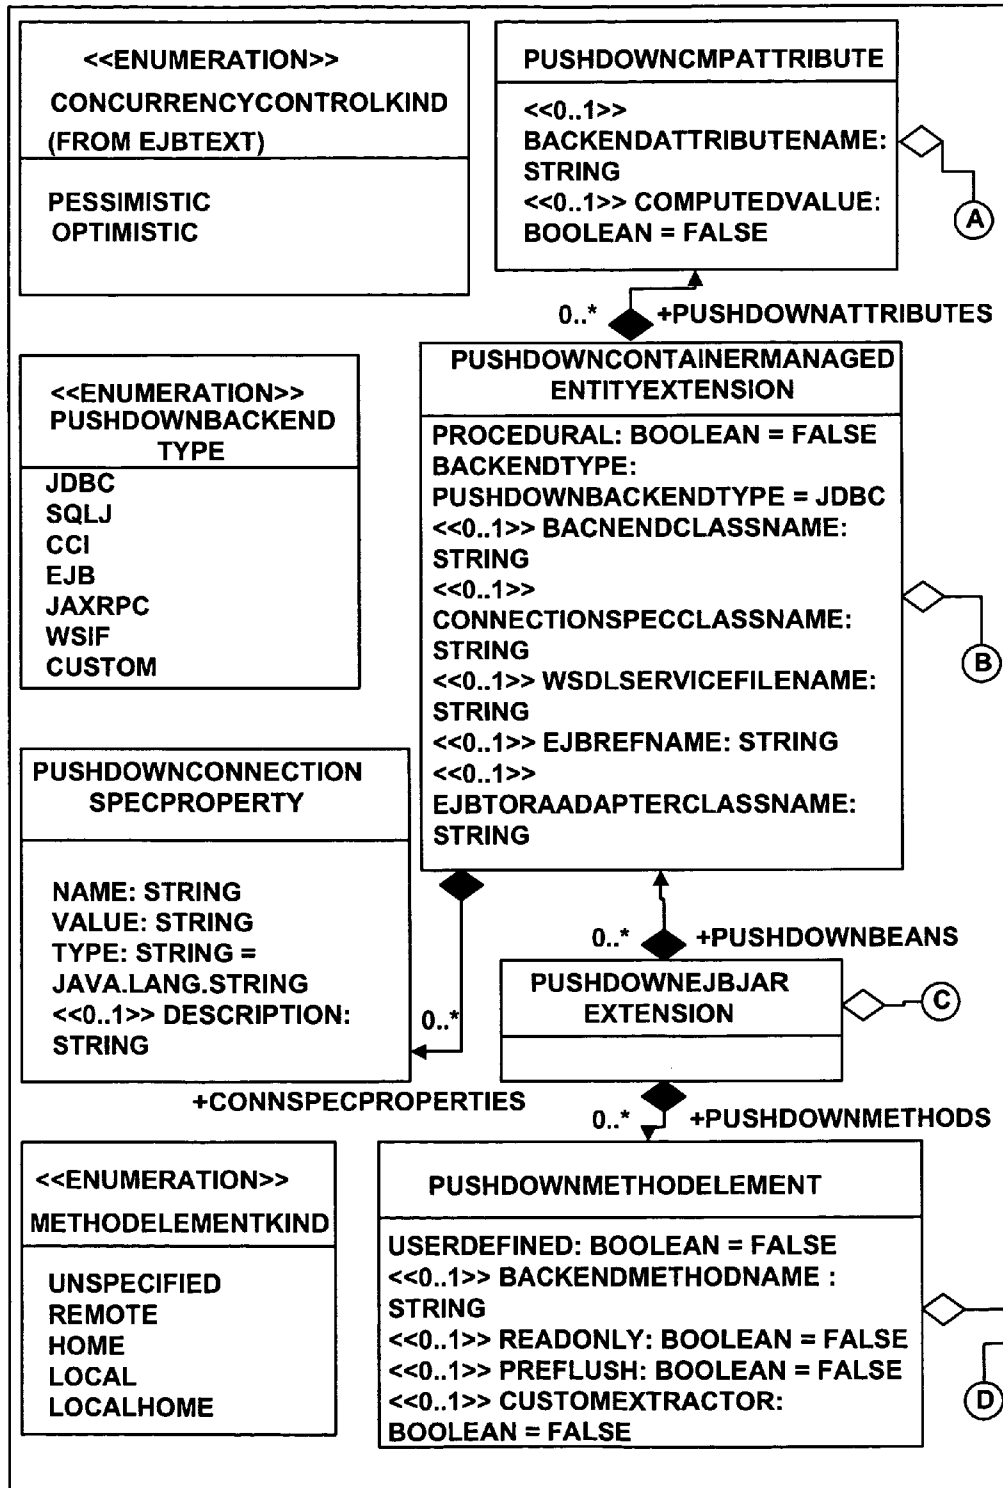 <<ENUMERATION>>
CONCURRENCYCONTROLKIND
(FROM EJBTEXT)
PESSIMISTIC
OPTIMISTIC
PUSHDOWNCMPATTRIBUTE
<<0..1>>
BACKENDATTRIBUTENAME:
STRING
<<0..1>> COMPUTEDVALUE:
BOOLEAN = FALSE
A
0..* +PUSHDOWNATTRIBUTES
<<ENUMERATION>>
PUSHDOWNBACKEND
TYPE
JDBC
SQLJ
CCI
EJB
JAXRPC
WSIF
CUSTOM
PUSHDOWNCONTAINERMANAGED
ENTITYEXTENSION
PROCEDURAL: BOOLEAN = FALSE
BACKENDTYPE:
PUSHDOWNBACKENDTYPE = JDBC
<<0..1>> BACNENDCLASSNAME:
STRING
<<0..1>>
CONNECTIONSPECCLASSNAME:
STRING
<<0..1>> WSDLSERVICEFILENAME:
STRING
<<0..1>> EJBREFNAME: STRING
<<0..1>>
EJBTORAADAPTERCLASSNAME:
STRING
B
PUSHDOWNCONNECTION
SPECPROPERTY
NAME: STRING
VALUE: STRING
TYPE: STRING =
JAVA.LANG.STRING
<<0..1>> DESCRIPTION:
STRING
0..*
+CONNSPECPROPERTIES
0..* +PUSHDOWNBEANS
PUSHDOWNEJBJAR
EXTENSION
C
0..* +PUSHDOWNMETHODS
<<ENUMERATION>>
METHODELEMENTKIND
UNSPECIFIED
REMOTE
HOME
LOCAL
LOCALHOME
PUSHDOWNMETHODELEMENT
USERDEFINED: BOOLEAN = FALSE
<<0..1>> BACKENDMETHODNAME :
STRING
<<0..1>> READONLY: BOOLEAN = FALSE
<<0..1>> PREFLUSH: BOOLEAN = FALSE
<<0..1>> CUSTOMEXTRACTOR:
BOOLEAN = FALSE
D